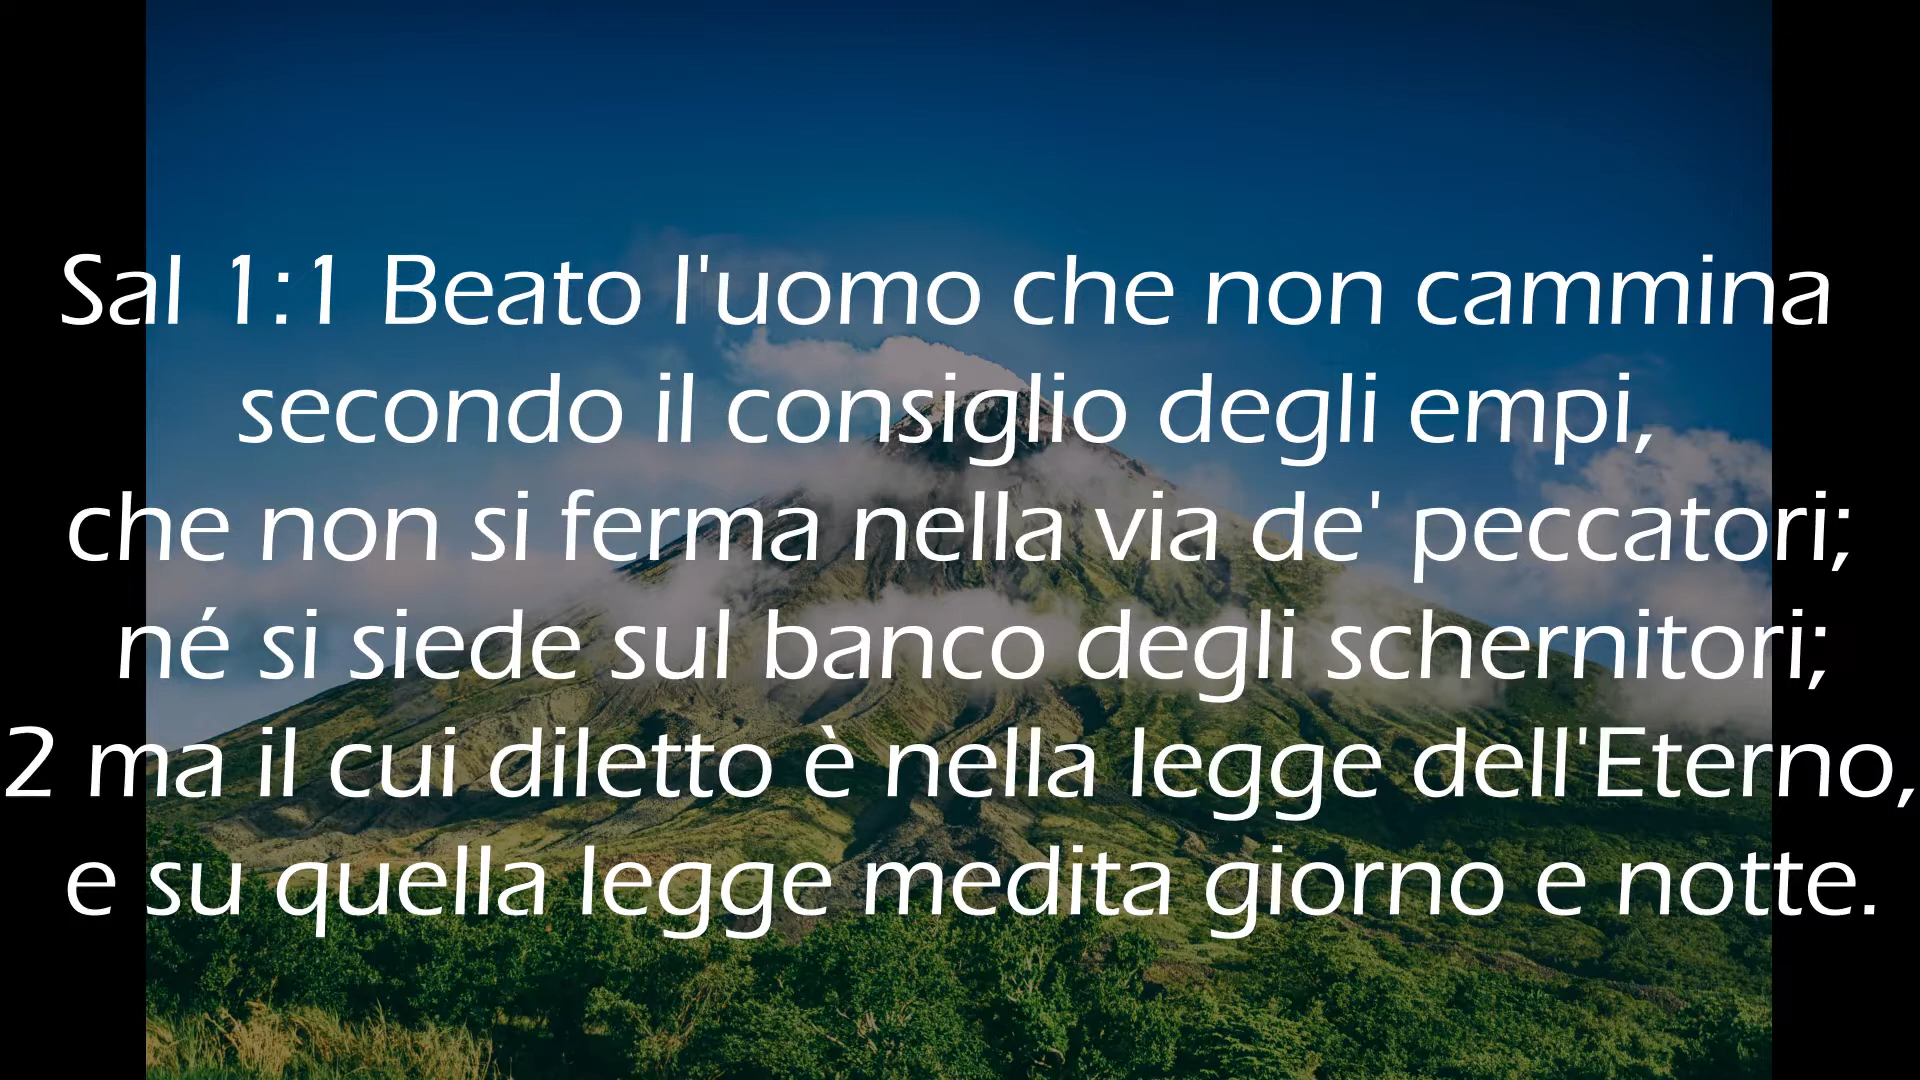 Sal 1:1 Beato l'uomo che non cammina
secondo il consiglio degli empi,
che non si ferma nella via de' peccatori;
né si siede sul banco degli schernitori;
2 ma il cui diletto è nella legge dell'Eterno,
e su quella legge medita giorno e notte.